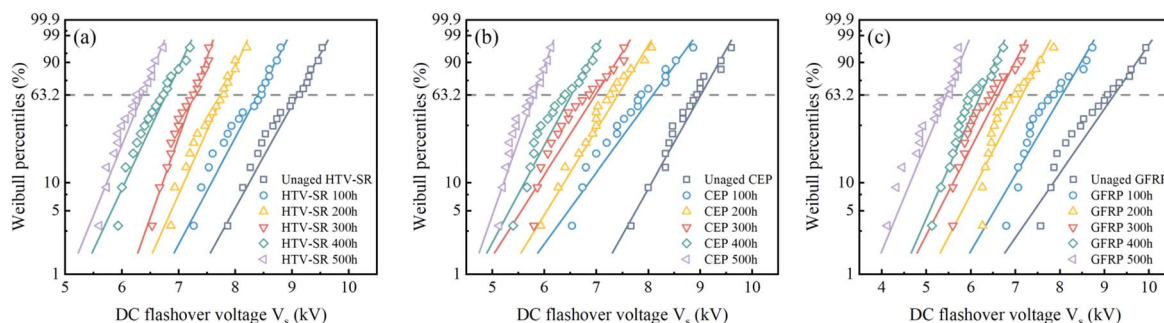 99.9
99
90
63.2
10
5
1
Weibull percentiles (%)
(a)
Unaged HTV-SR
HTV-SR 100h
HTV-SR 200h
HTV-SR 300h
HTV-SR 400h
HTV-SR 500h
5 6 7 8 9 10
DC flashover voltage Vs (kV)
99.9
99
90
63.2
10
5
1
Weibull percentiles (%)
(b)
Unaged CEP
CEP 100h
CEP 200h
CEP 300h
CEP 400h
CEP 500h
5 6 7 8 9 10
DC flashover voltage Vs (kV)
99.9
99
90
63.2
10
5
1
Weibull percentiles (%)
(c)
Unaged GFRP
GFRP 100h
GFRP 200h
GFRP 300h
GFRP 400h
GFRP 500h
4 5 6 7 8 9 10
DC flashover voltage Vs (kV)